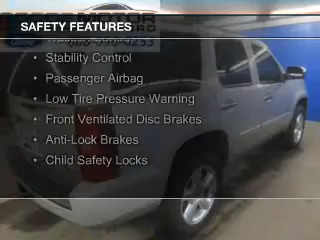 SAFETY FEATURES
• Stability Control
• Passenger Airbag
• Low Tire Pressure Warning
• Front Ventilated Disc Brakes
• Anti-Lock Brakes
• Child Safety Locks